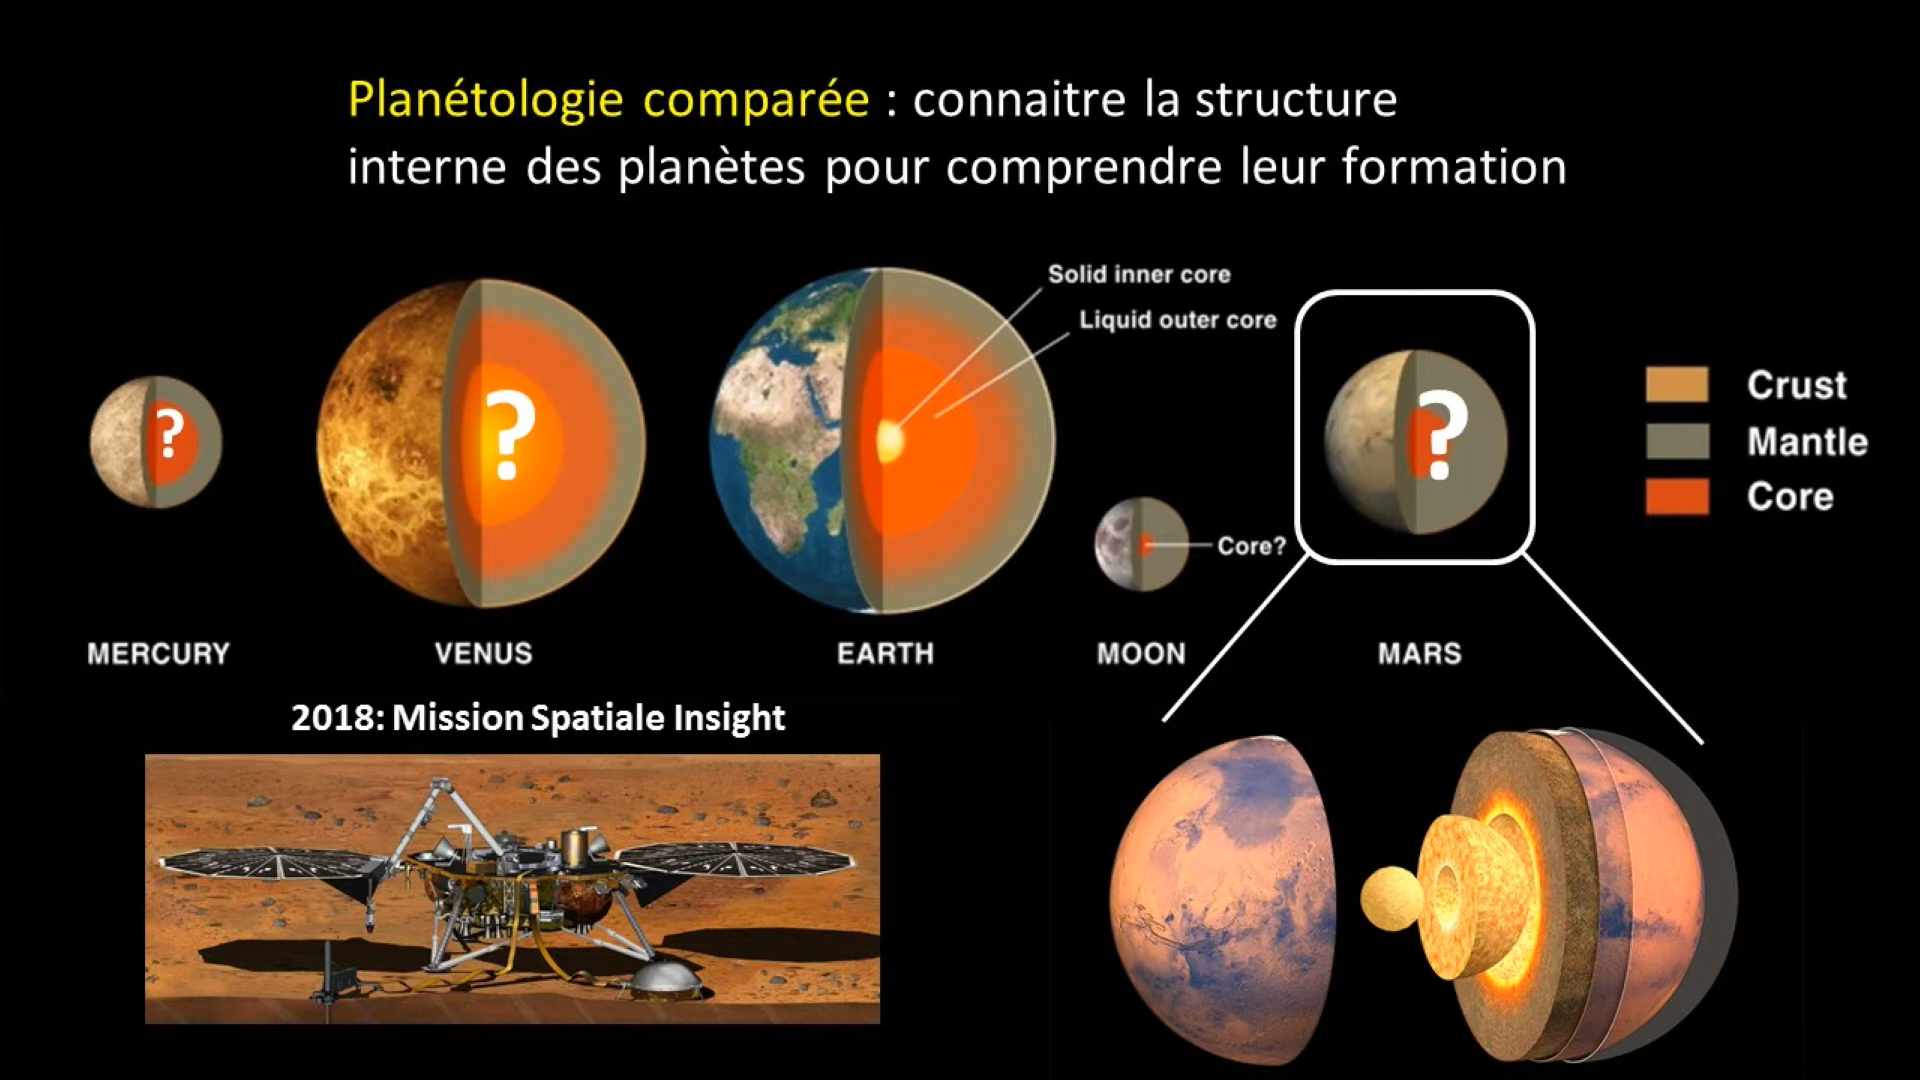 Planétologie comparée : connaitre la structure
interne des planètes pour comprendre leur formation
Solid inner core
Liquid outer core
?
?
?
Core?
Crust
Mantle
Core
MERCURY
VENUS
EARTH
MOON
MARS
2018: Mission Spatiale Insight